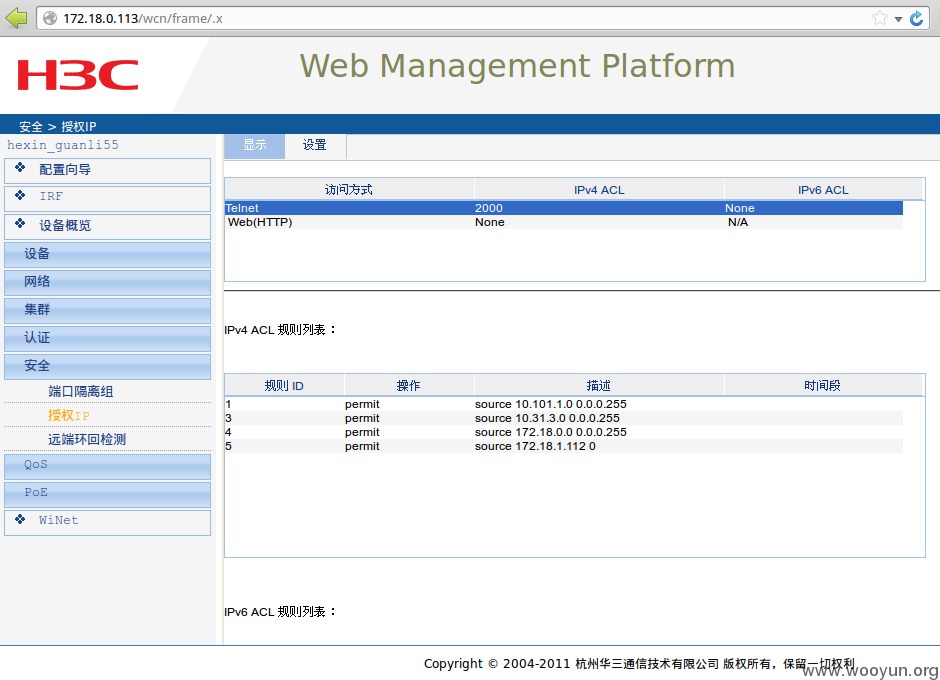 172.18.0.113/wcn/frame/.x
H3C
Web Management Platform
安全 > 授权IP
hexin_guanli55
配置向导
IRF
设备概览
设备
网络
集群
认证
安全
端口隔离组
授权IP
远端环回检测
QoS
PoE
WiNet
显示 设置
访问方式 IPv4 ACL IPv6 ACL
Telnet 2000 None
Web(HTTP) None N/A
IPv4 ACL 规则列表：
规则 ID 操作 描述 时间段
1 permit source 10.101.1.0 0.0.0.255
3 permit source 10.31.3.0 0.0.0.255
4 permit source 172.18.0.0 0.0.0.255
5 permit source 172.18.1.112 0
IPv6 ACL 规则列表：
Copyright © 2004-2011 杭州华三通信技术有限公司 版权所有，保留一切权利
www.wooyun.org